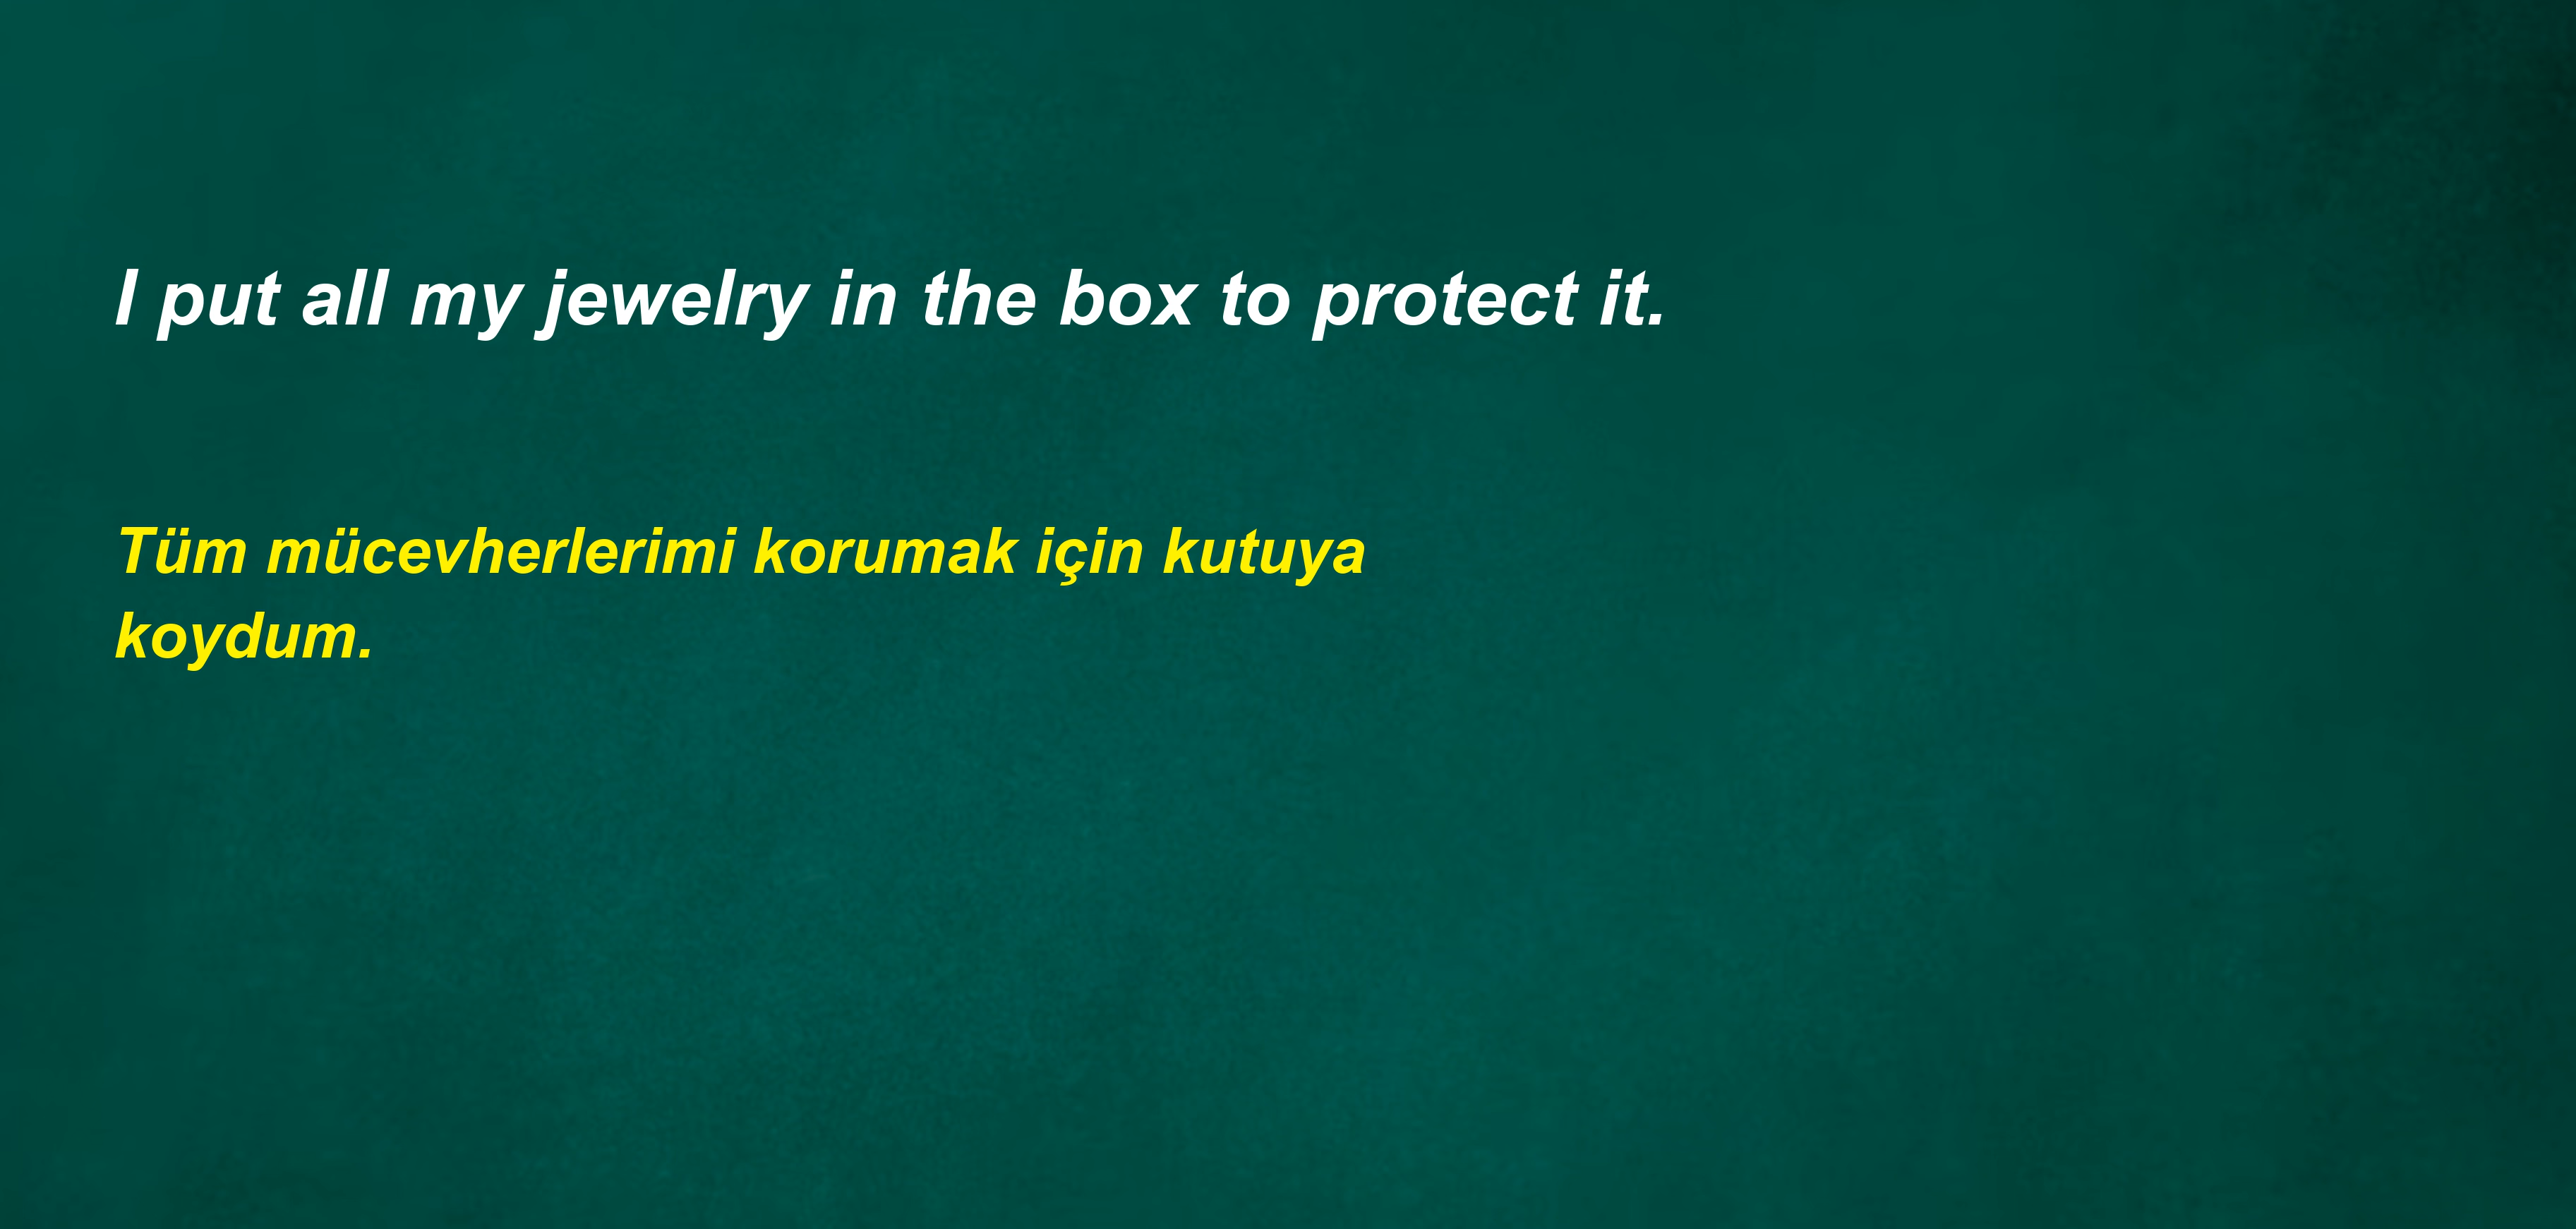 I put all my jewelry in the box to protect it.
Tüm mücevherlerimi korumak için kutuya
koydum.